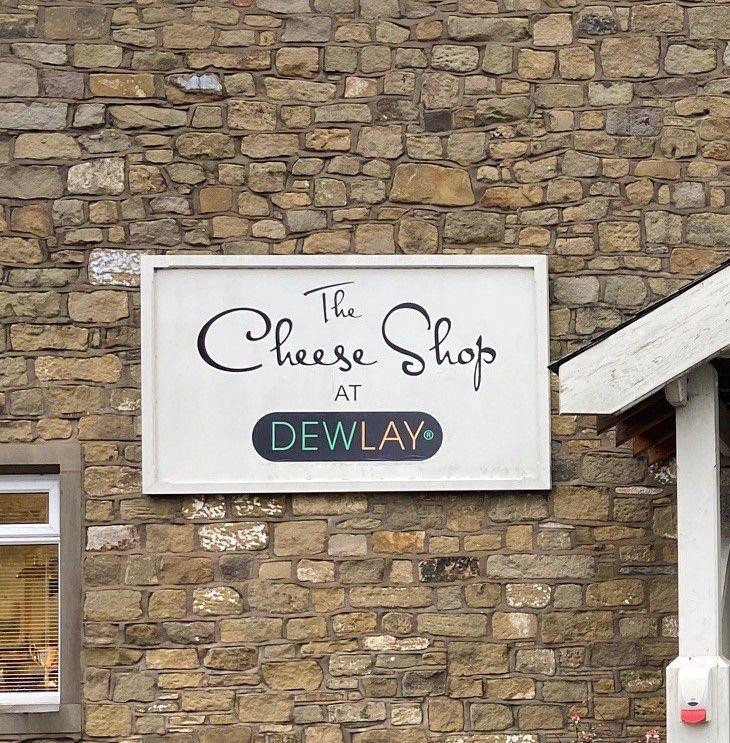 The
Cheese Shop
AT
DEWLAY®